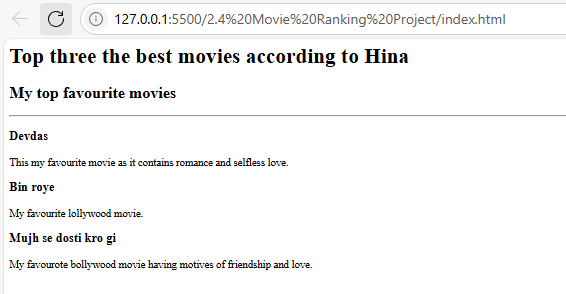 127.0.0.1:5500/2.4%20Movie%20Ranking%20Project/index.html
Top three the best movies according to Hina
My top favourite movies
Devdas
This my favourite movie as it contains romance and selfless love.
Bin roye
My favourite lollywood movie.
Mujh se dosti kro gi
My favourote bollywood movie having motives of friendship and love.